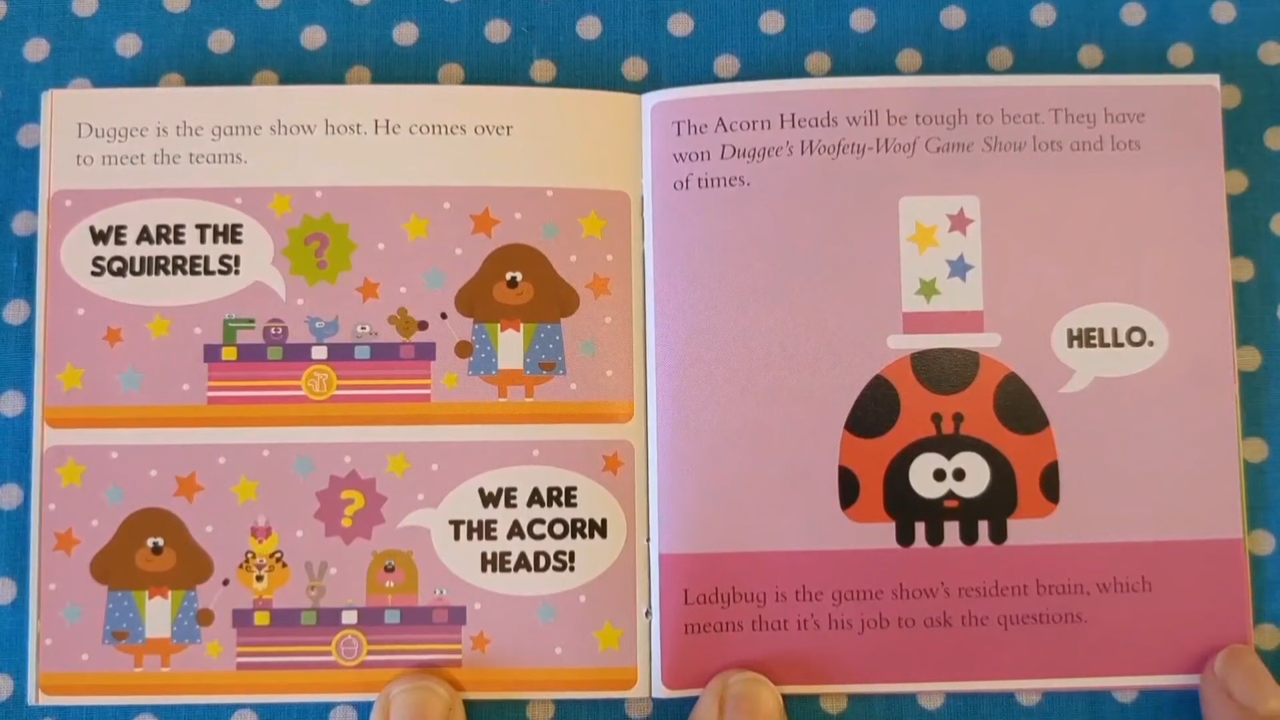 Duggee is the game show host. He comes over
to meet the teams.
WE ARE THE
SQUIRRELS!
?
?
WE ARE
THE ACORN
HEADS!
The Acorn Heads will be tough to beat. They have
won Duggee's Woofety-Woof Game Show lots and lots
of times.
HELLO.
Ladybug is the game show's resident brain, which
means that it's his job to ask the questions.